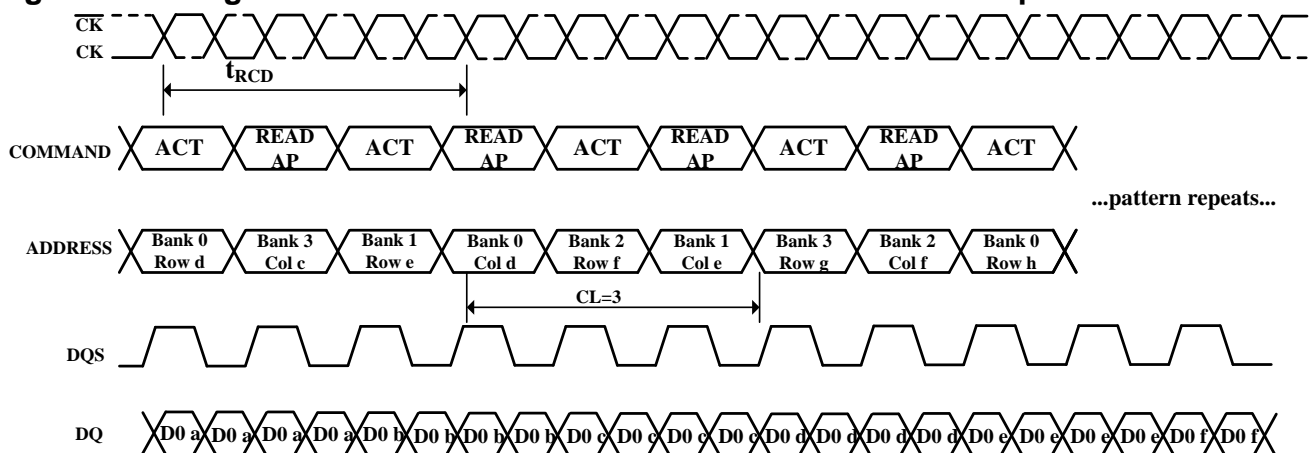 CK
CK
tRCD
COMMAND ACT READ AP ACT READ AP ACT READ AP ACT READ AP ACT
...pattern repeats...
ADDRESS Bank 0 Row d Bank 3 Col c Bank 1 Row e Bank 0 Col d Bank 2 Row f Bank 1 Col e Bank 3 Row g Bank 2 Col f Bank 0 Row h
CL=3
DQS
DQ D0 a D0 a D0 a D0 a D0 b D0 b D0 b D0 b D0 c D0 c D0 c D0 c D0 d D0 d D0 d D0 d D0 e D0 e D0 e D0 e D0 f D0 f